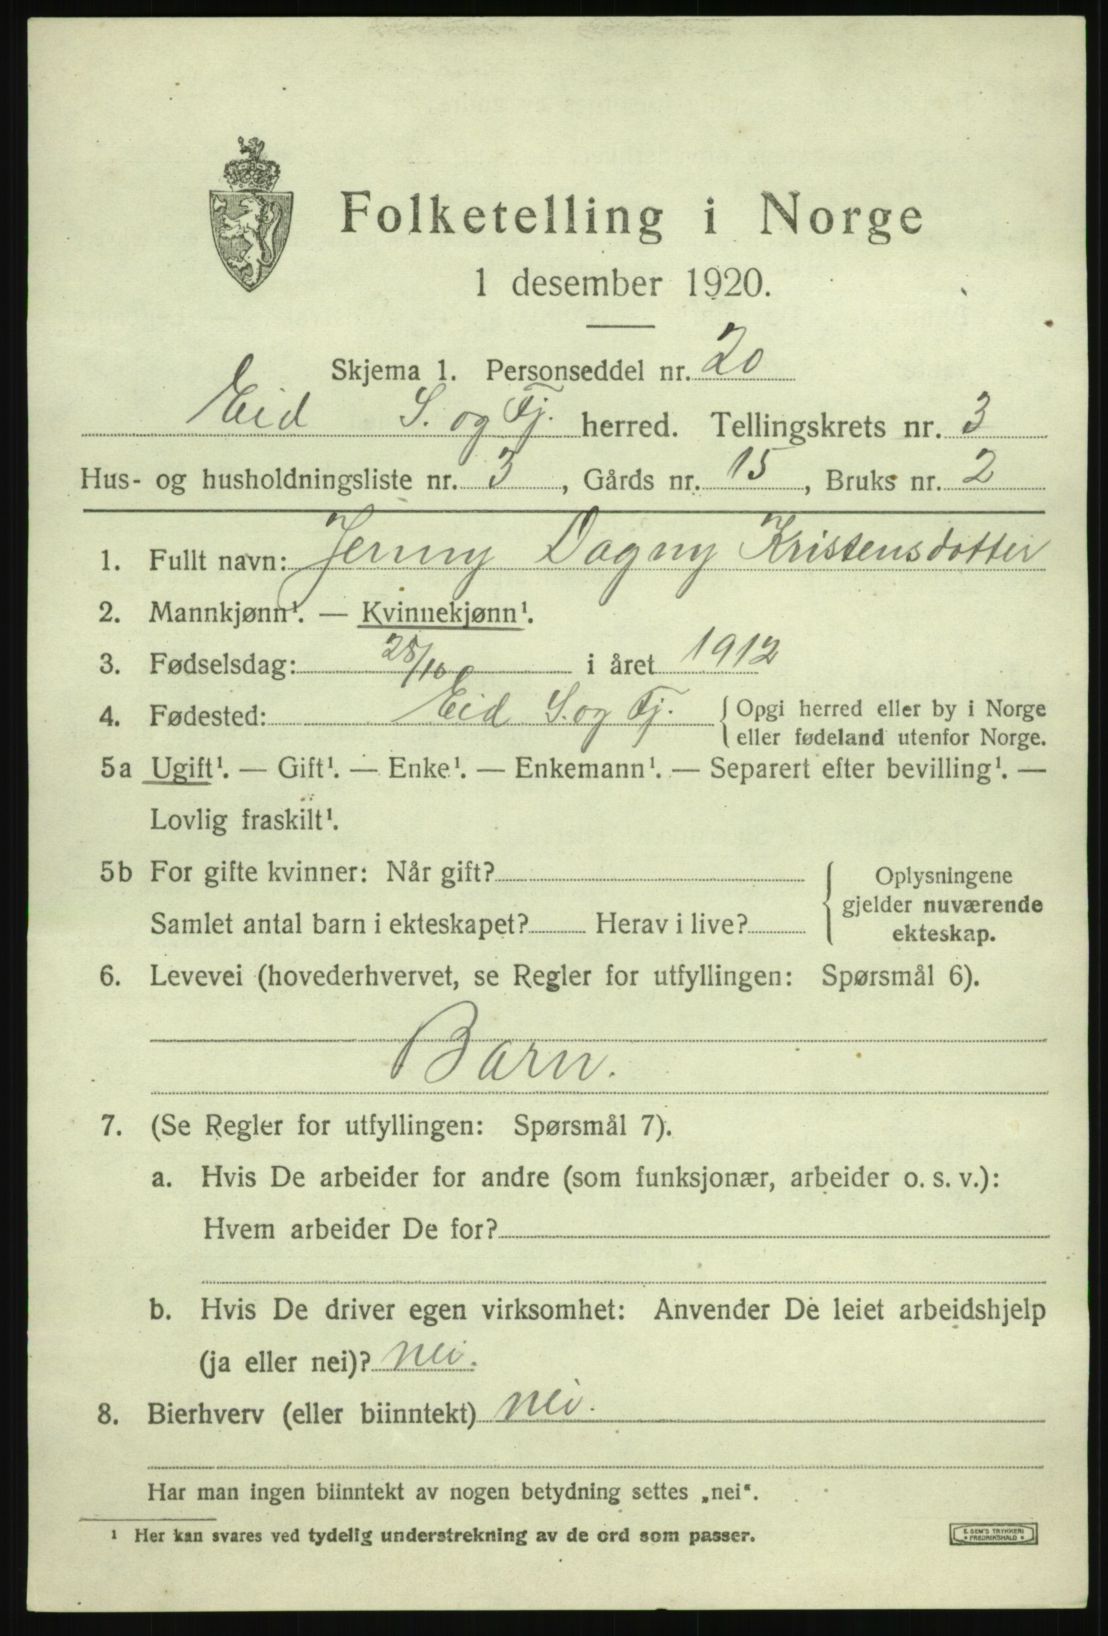 Folketelling i Norge
1 desember 1920.
Skjema 1. Personseddel nr. 20
Eid S. og Fj. herred. Tellingskrets nr. 3
Hus- og husholdningsliste nr. 3, Gårds nr. 15, Bruks nr. 2
1. Fullt navn: Jenny Dagny Kristensdotter
2. Mannkjønn¹. — Kvinnekjønn¹.
3. Fødselsdag: 25/10 i året 1912
4. Fødested: Eid S. og Fj. { Opgi herred eller by i Norge
eller fødeland utenfor Norge.
5a Ugift¹. — Gift¹. — Enke¹. — Enkemann¹. — Separert efter bevilling¹. —
Lovlig fraskilt¹.
5b For gifte kvinner: Når gift? { Oplysningene
gjelder nuværende
Samlet antal barn i ekteskapet? Herav i live? ekteskap.
6. Levevei (hovederhvervet, se Regler for utfyllingen: Spørsmål 6).
Barn.
7. (Se Regler for utfyllingen: Spørsmål 7).
a. Hvis De arbeider for andre (som funksjonær, arbeider o. s. v.):
Hvem arbeider De for?
b. Hvis De driver egen virksomhet: Anvender De leiet arbeidshjelp
(ja eller nei)? nei.
8. Bierhverv (eller biinntekt) nei.
Har man ingen biinntekt av nogen betydning settes „nei“.
¹ Her kan svares ved tydelig understrekning av de ord som passer.
E. SEM'S TRYKKERI
FREDRIKSHALD